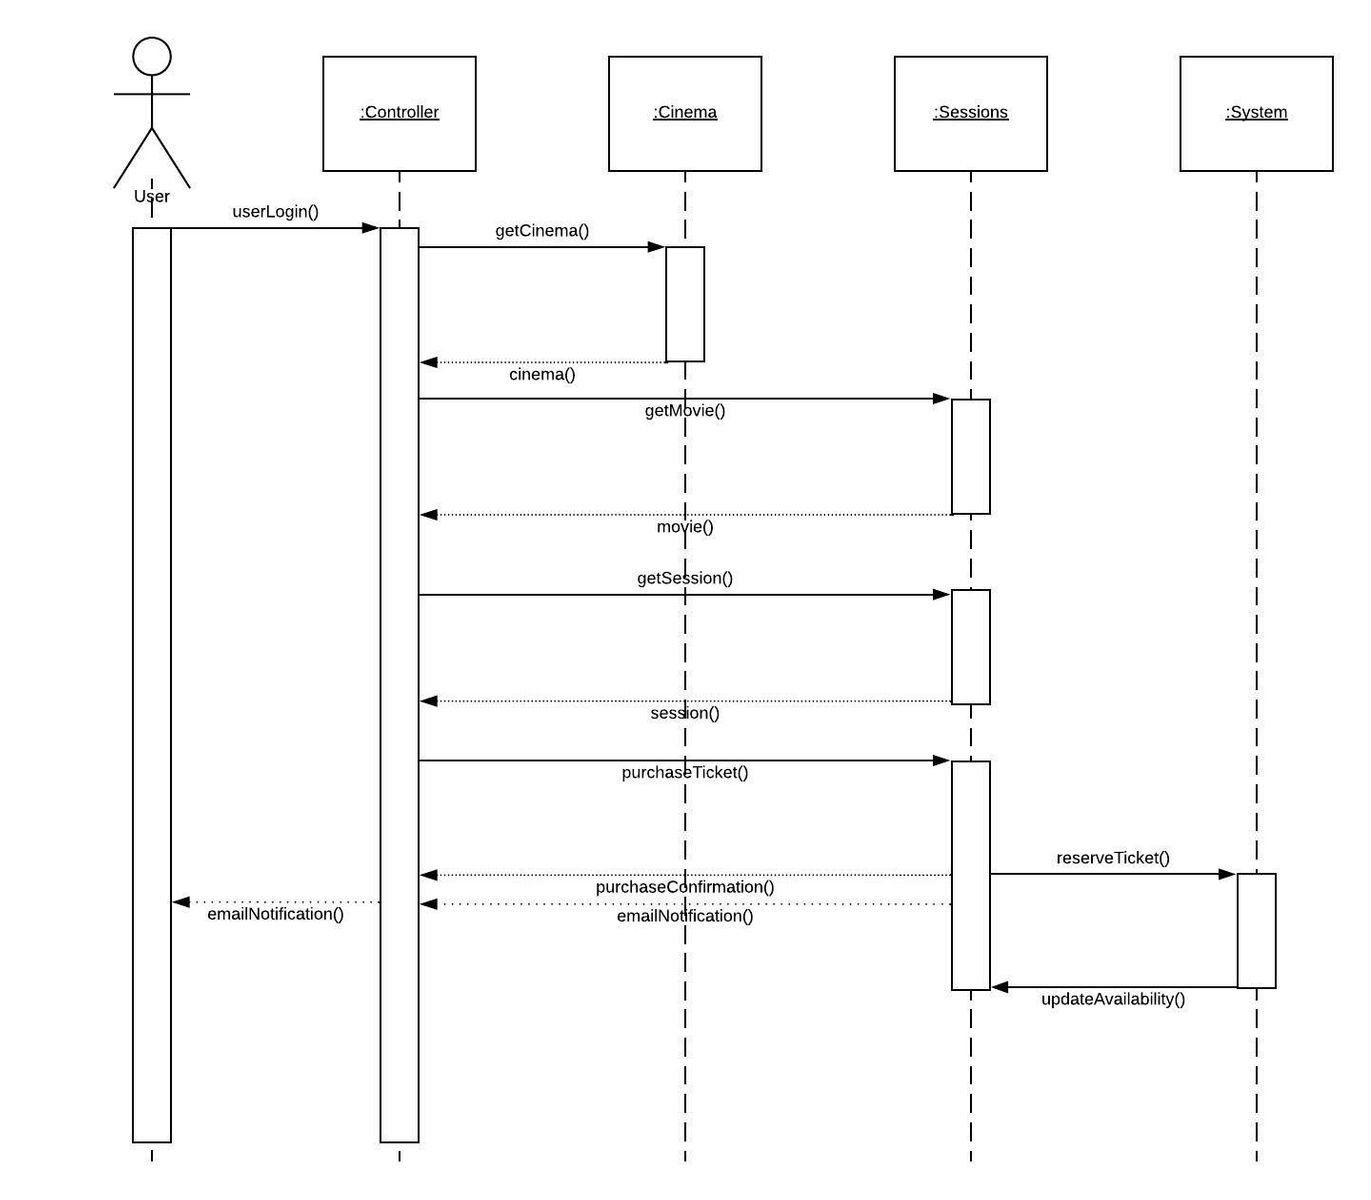 :Controller
:Cinema
:Sessions
:System
User
userLogin()
getCinema()
cinema()
getMovie()
movie()
getSession()
session()
purchaseTicket()
reserveTicket()
purchaseConfirmation()
emailNotification()
emailNotification()
updateAvailability()